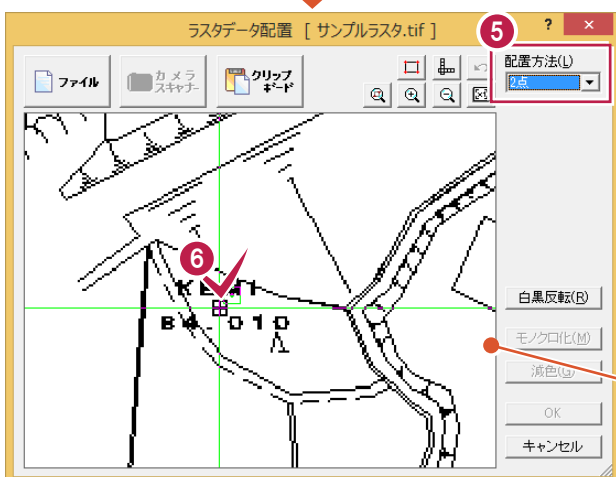 ラスタデータ配置 [ サンプルラスタ.tif ]
? ×
5
配置方法(L)
2点
ファイル
カメラ
スキャナー
クリップ
ボード
6
84.010
白黒反転(R)
モノクロ化(M)
減色(G)
OK
キャンセル